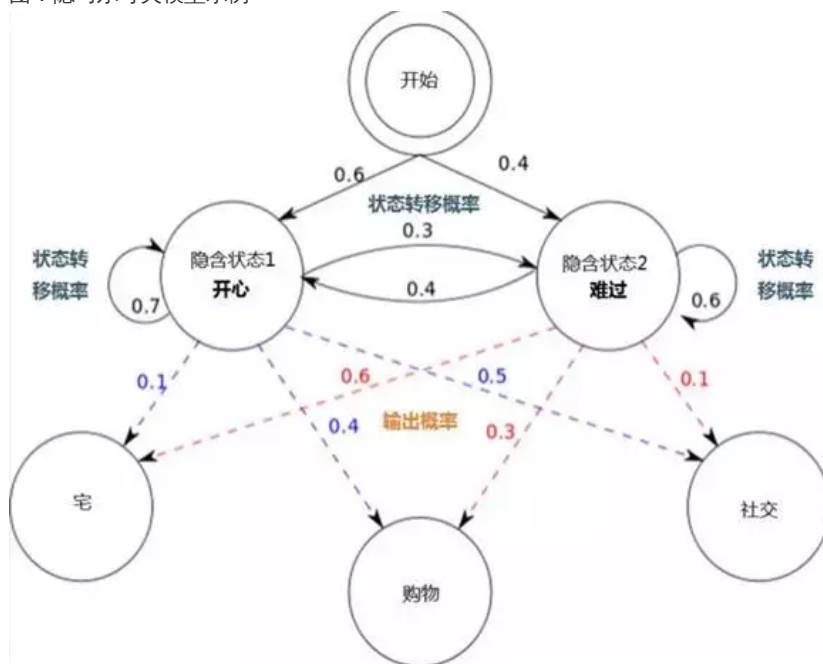 开始
0.6
0.4
状态转移概率
0.3
状态转
移概率
隐含状态1
开心
隐含状态2
难过
状态转
移概率
0.7
0.4
0.6
0.1
0.6
0.5
0.1
0.4
输出概率
0.3
宅
社交
购物